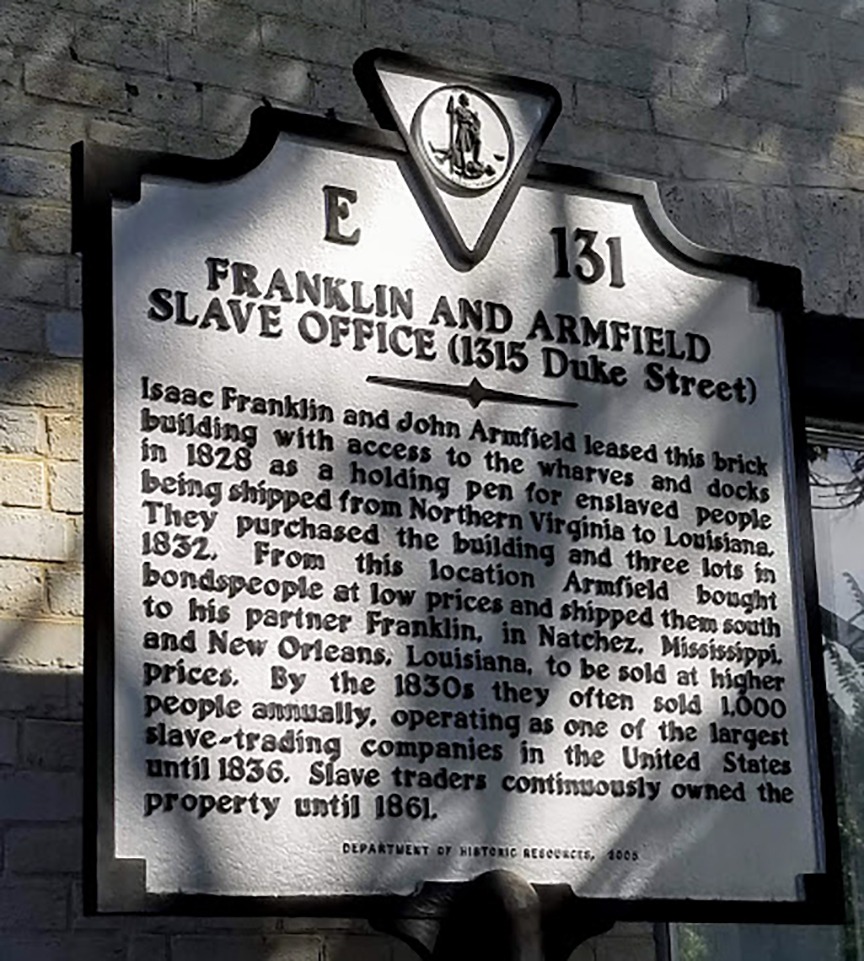 E 131
FRANKLIN AND ARMFIELD
SLAVE OFFICE (1315 Duke Street)
Isaac Franklin and John Armfield leased this brick
building with access to the wharves and docks
in 1828 as a holding pen for enslaved people
being shipped from Northern Virginia to Louisiana.
They purchased the building and three lots in
1832. From this location Armfield bought
bondspeople at low prices and shipped them south
to his partner Franklin, in Natchez, Mississippi,
and New Orleans, Louisiana, to be sold at higher
prices. By the 1830s they often sold 1,000
people annually, operating as one of the largest
slave-trading companies in the United States
until 1836. Slave traders continuously owned the
property until 1861.
DEPARTMENT OF HISTORIC RESOURCES, 2005